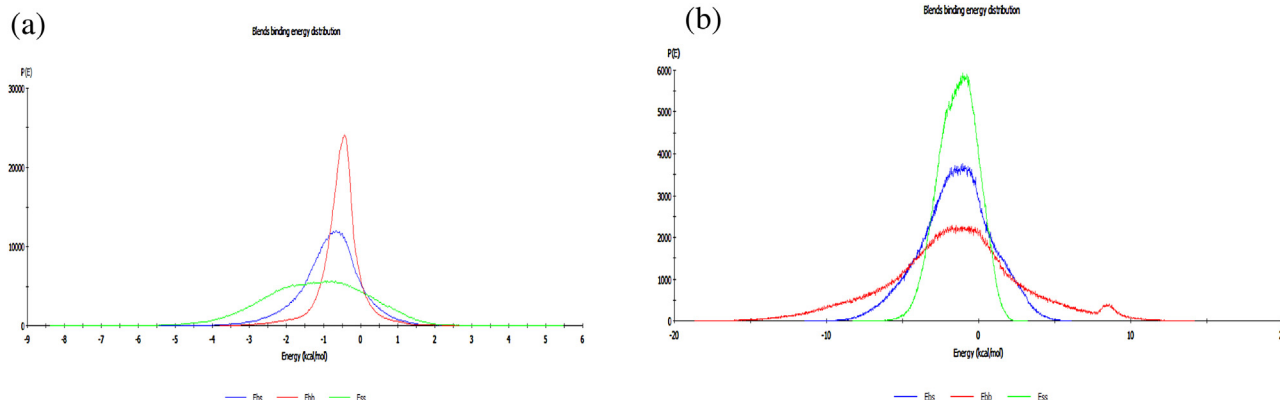 (a)
Blends binding energy distribution
P(E)
30000
20000
10000
0
-9 -8 -7 -6 -5 -4 -3 -2 -1 0 1 2 3 4 5 6
Energy (kcal/mol)
Ebs Ebb Ess
(b)
Blends binding energy distribution
P(E)
6000
5000
4000
3000
2000
1000
0
-20 -10 0 10
Energy (kcal/mol)
Ebs Ebb Ess